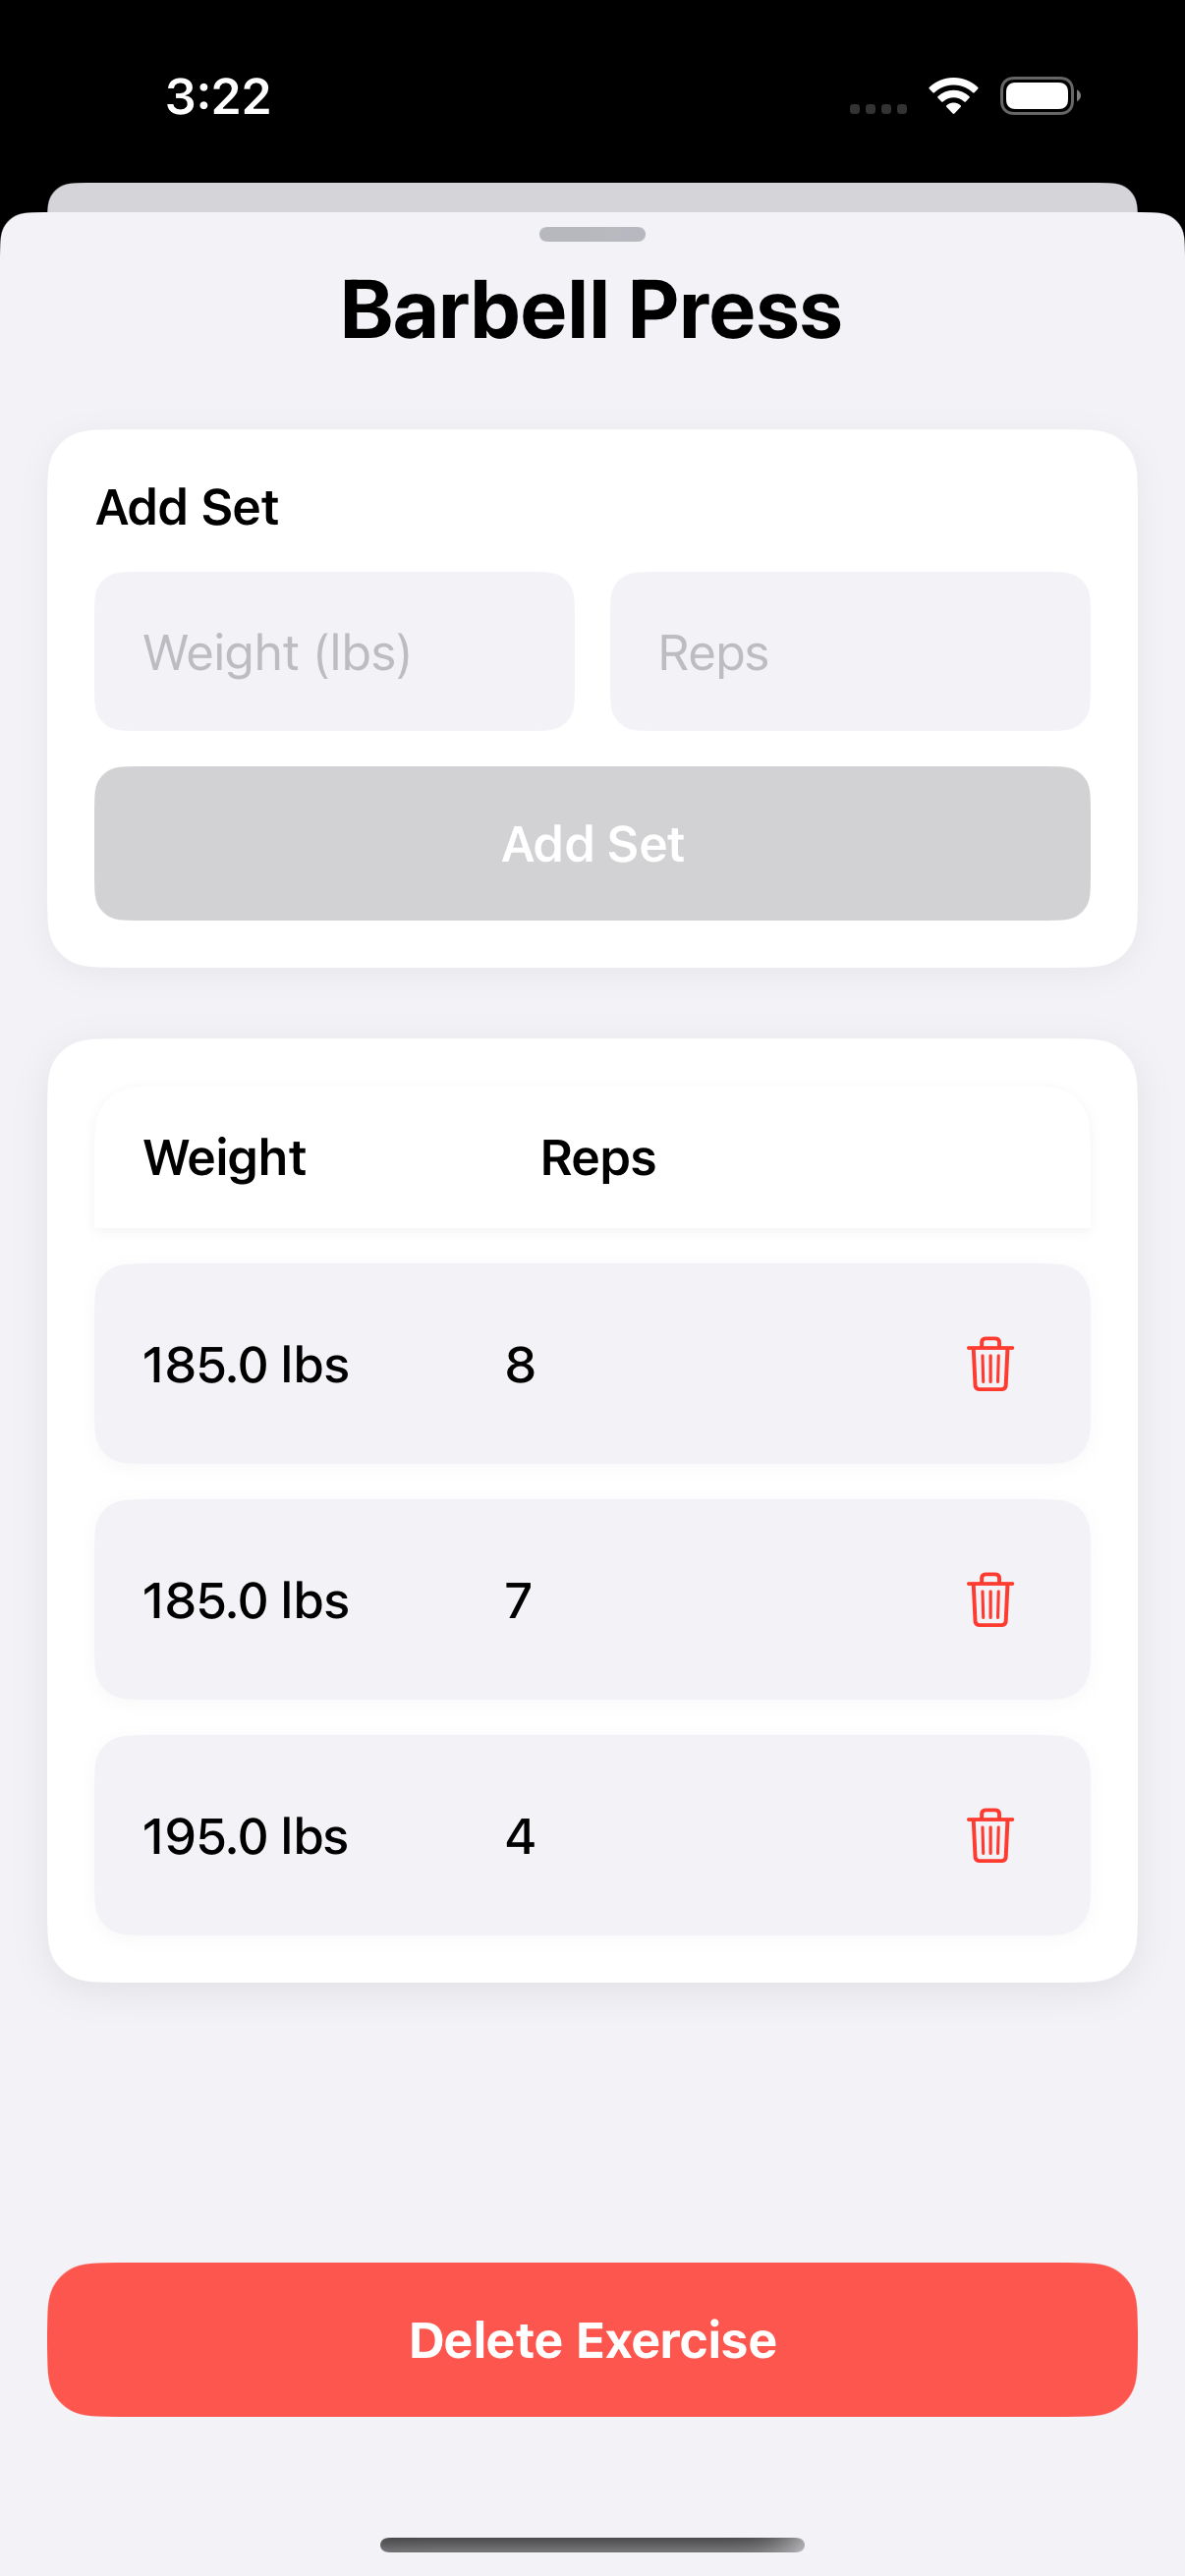 3:22
Barbell Press
Add Set
Weight (lbs) Reps
Add Set
Weight Reps
185.0 lbs 8
185.0 lbs 7
195.0 lbs 4
Delete Exercise